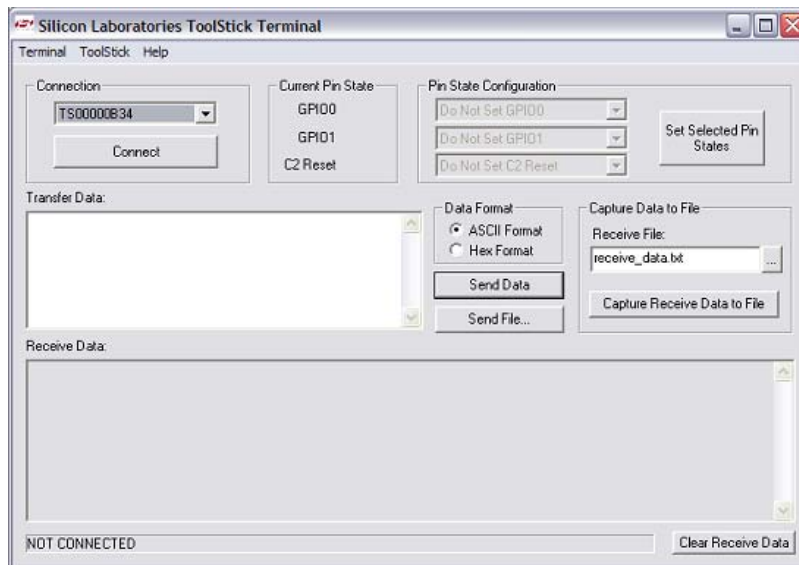 Silicon Laboratories ToolStick Terminal
Terminal ToolStick Help
Connection
TS00000B34
Connect
Current Pin State
GPIO0
GPIO1
C2 Reset
Pin State Configuration
Do Not Set GPIO0
Do Not Set GPIO1
Do Not Set C2 Reset
Set Selected Pin
States
Transfer Data:
Data Format
ASCII Format
Hex Format
Send Data
Send File...
Capture Data to File
Receive File:
receive_data.txt
...
Capture Receive Data to File
Receive Data:
NOT CONNECTED
Clear Receive Data